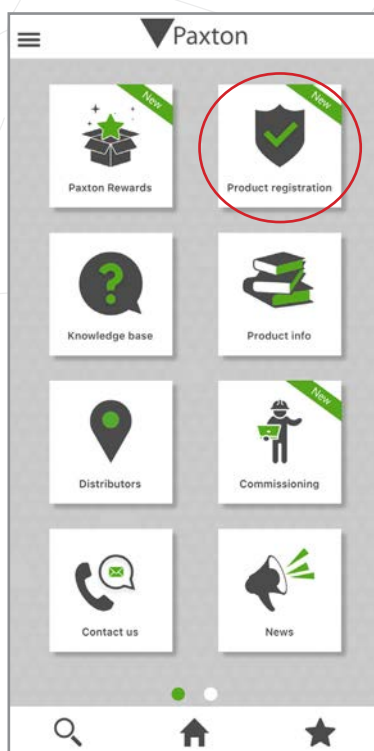 Paxton
New
New
Paxton Rewards
Product registration
Knowledge base
Product info
New
Distributors
Commissioning
Contact us
News